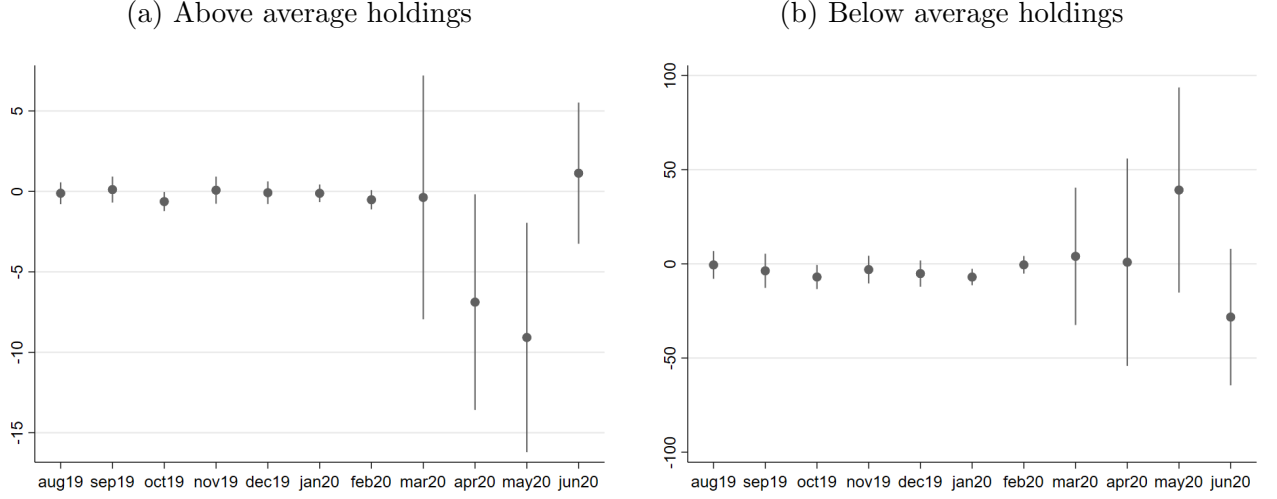 (a) Above average holdings
5
0
-5
-10
-15
aug19 sep19 oct19 nov19 dec19 jan20 feb20 mar20 apr20 may20 jun20
(b) Below average holdings
100
50
0
-50
-100
aug19 sep19 oct19 nov19 dec19 jan20 feb20 mar20 apr20 may20 jun20